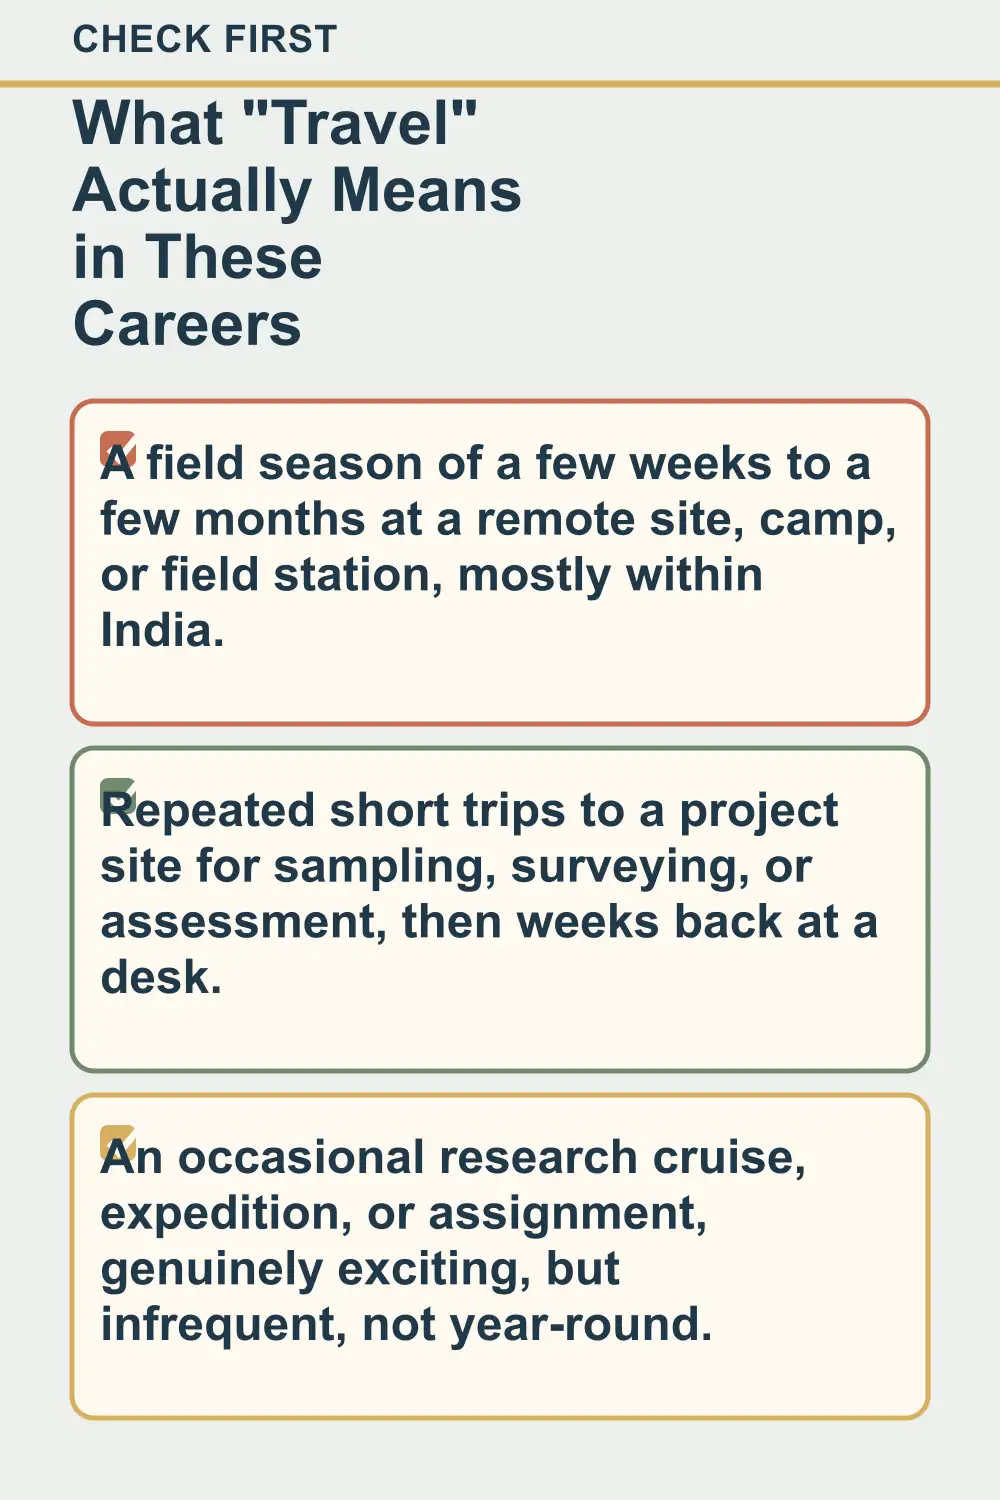 CHECK FIRST
What "Travel"
Actually Means
in These
Careers
A field season of a few weeks to a
few months at a remote site, camp,
or field station, mostly within
India.
Repeated short trips to a project
site for sampling, surveying, or
assessment, then weeks back at a
desk.
An occasional research cruise,
expedition, or assignment,
genuinely exciting, but
infrequent, not year-round.